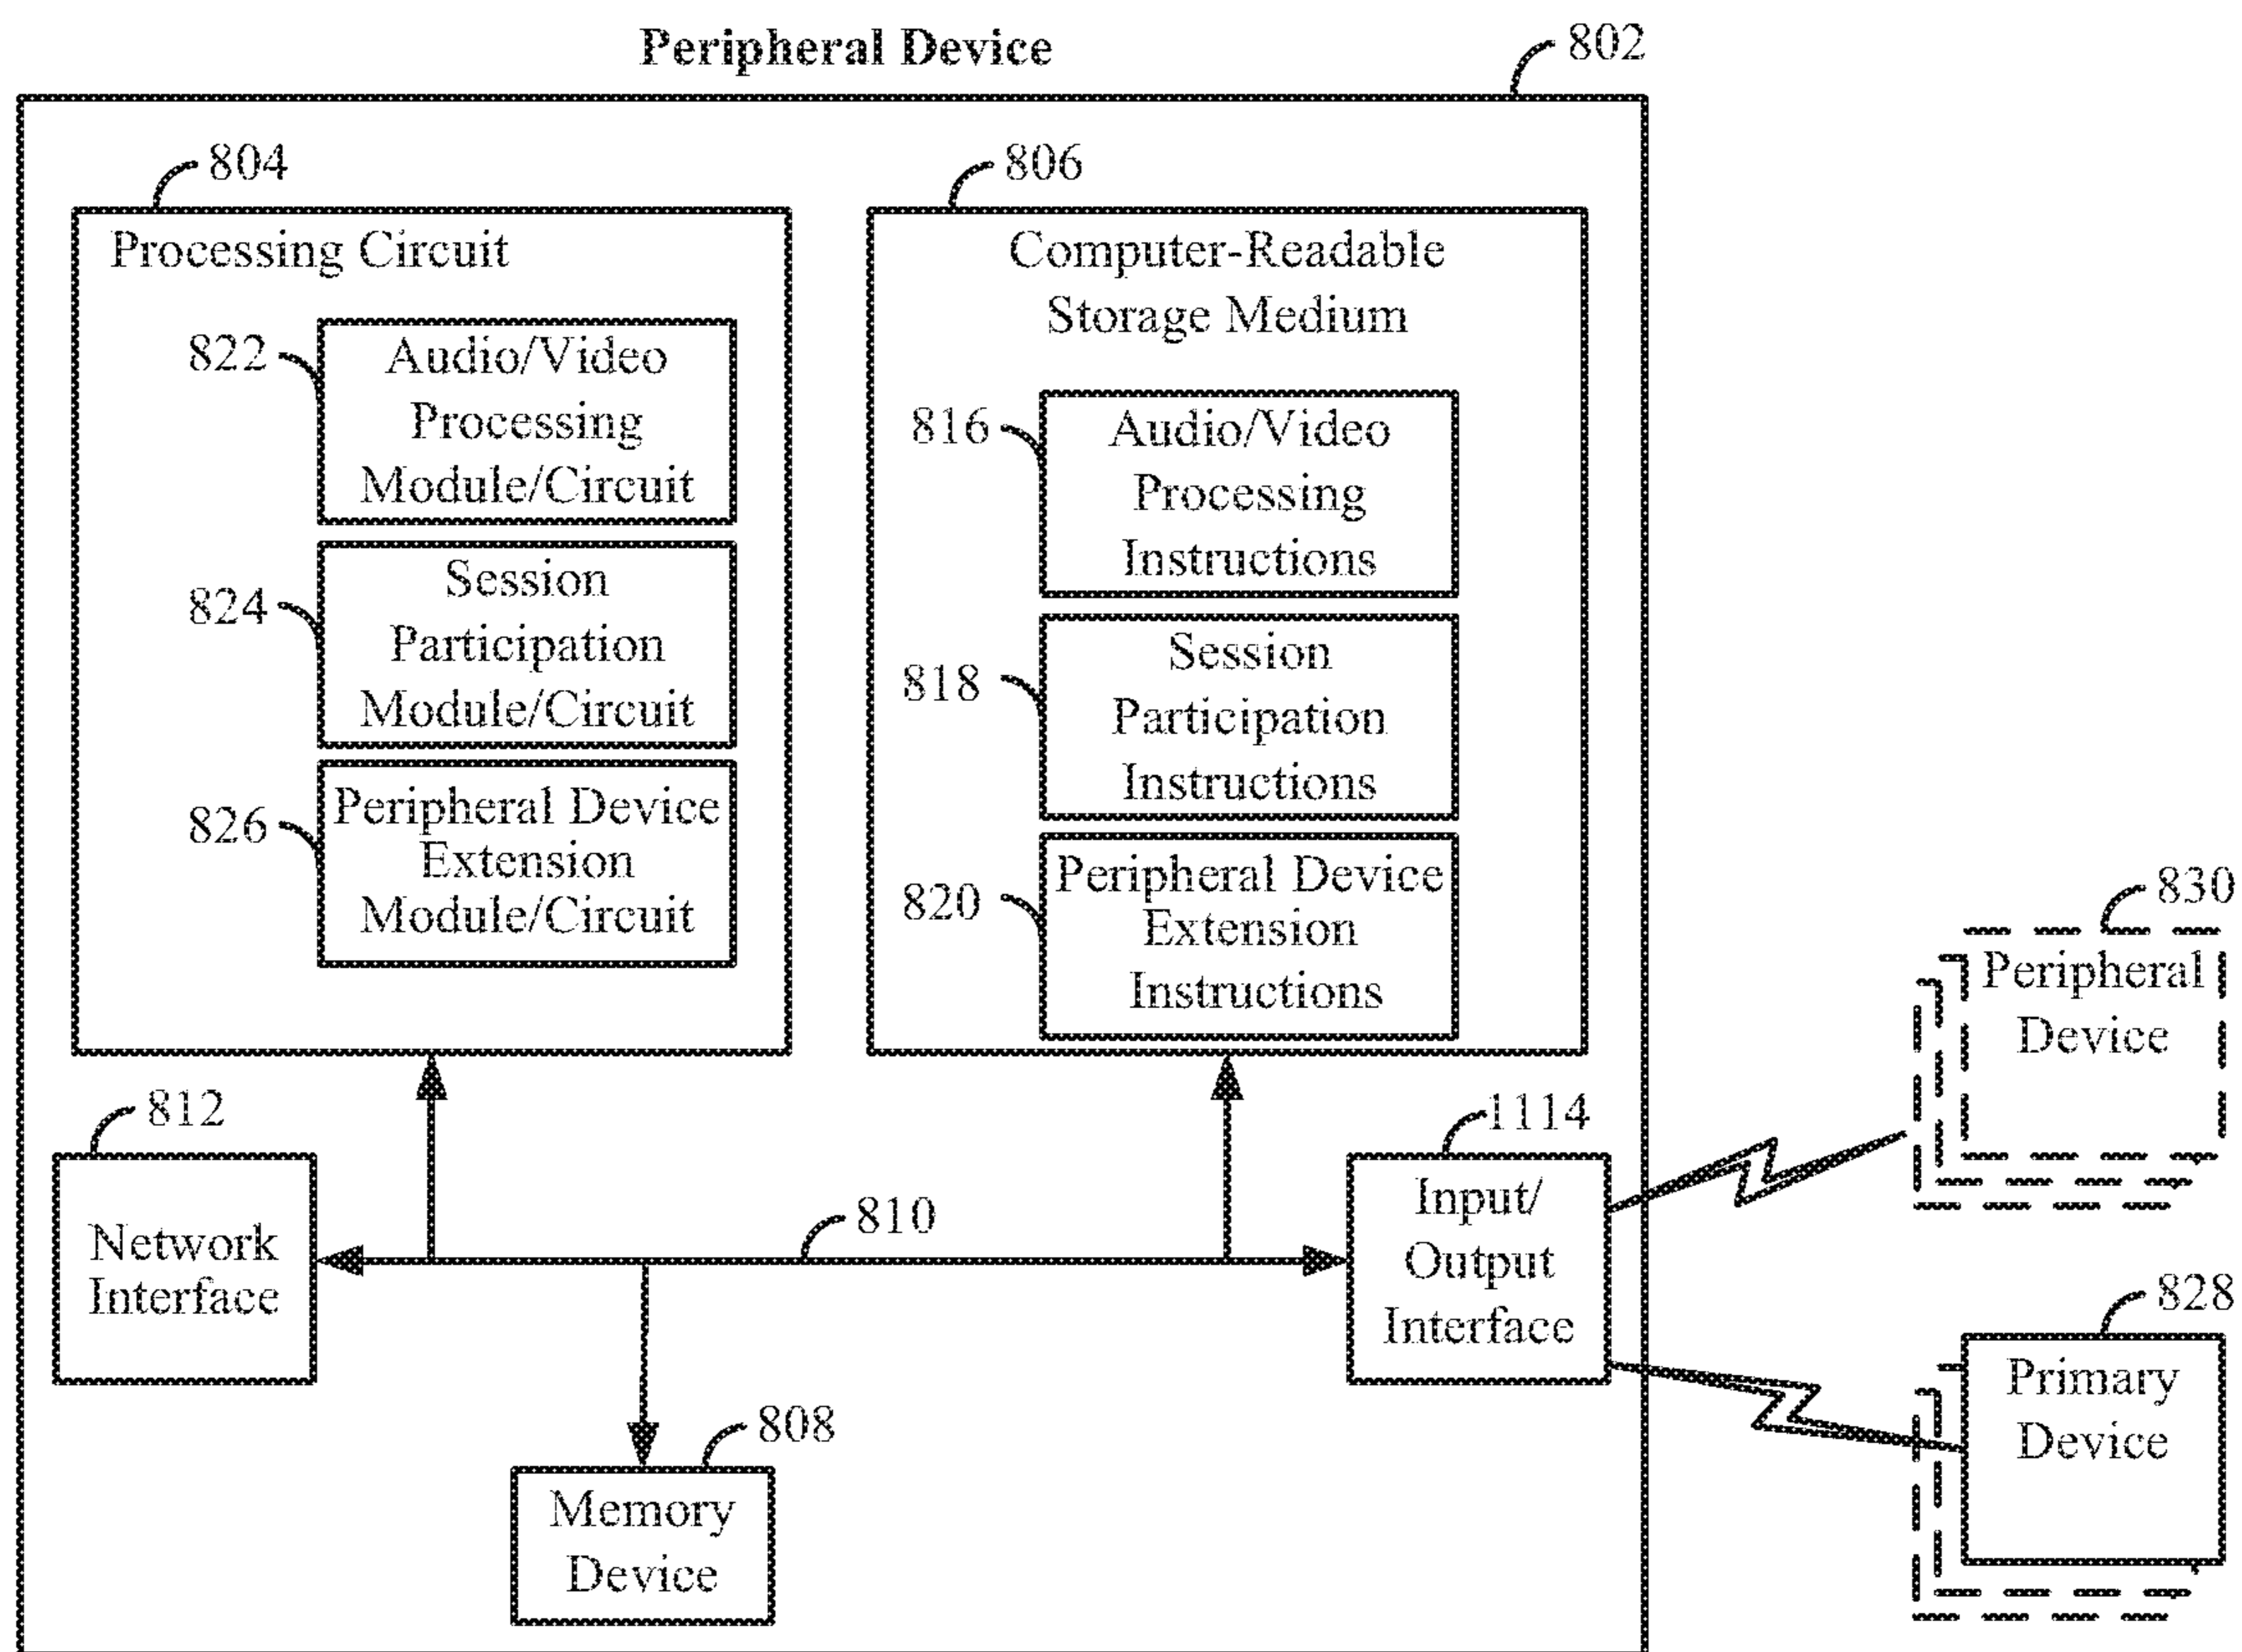 Peripheral Device
802
804
Processing Circuit
822
Audio/Video
Processing
Module/Circuit
824
Session
Participation
Module/Circuit
826
Peripheral Device
Extension
Module/Circuit
806
Computer-Readable
Storage Medium
816
Audio/Video
Processing
Instructions
818
Session
Participation
Instructions
820
Peripheral Device
Extension
Instructions
830
Peripheral
Device
812
Network
Interface
810
1114
Input/
Output
Interface
828
Primary
Device
808
Memory
Device